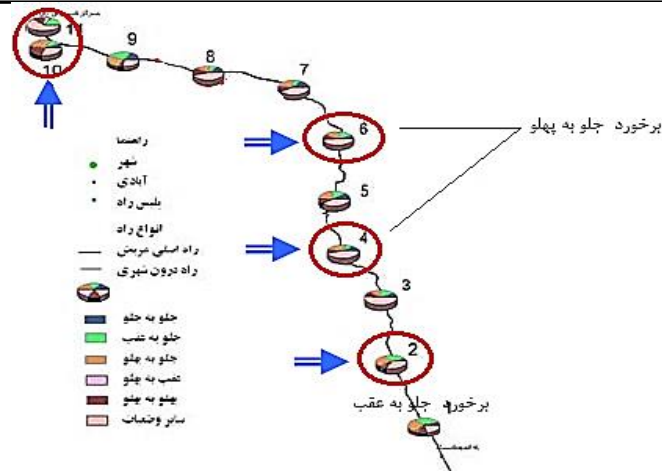 11
10
9
8
7
6
5
4
3
2
1
برخورد جلو به پهلو
برخورد جلو به عقب
راهنما
شهر
آبادی
پلیس راه
انواع راه
راه اصلی عریض
راه درون شهری
جلو به جلو
جلو به عقب
جلو به پهلو
عقب به پهلو
پهلو به پهلو
سایر وضعیات